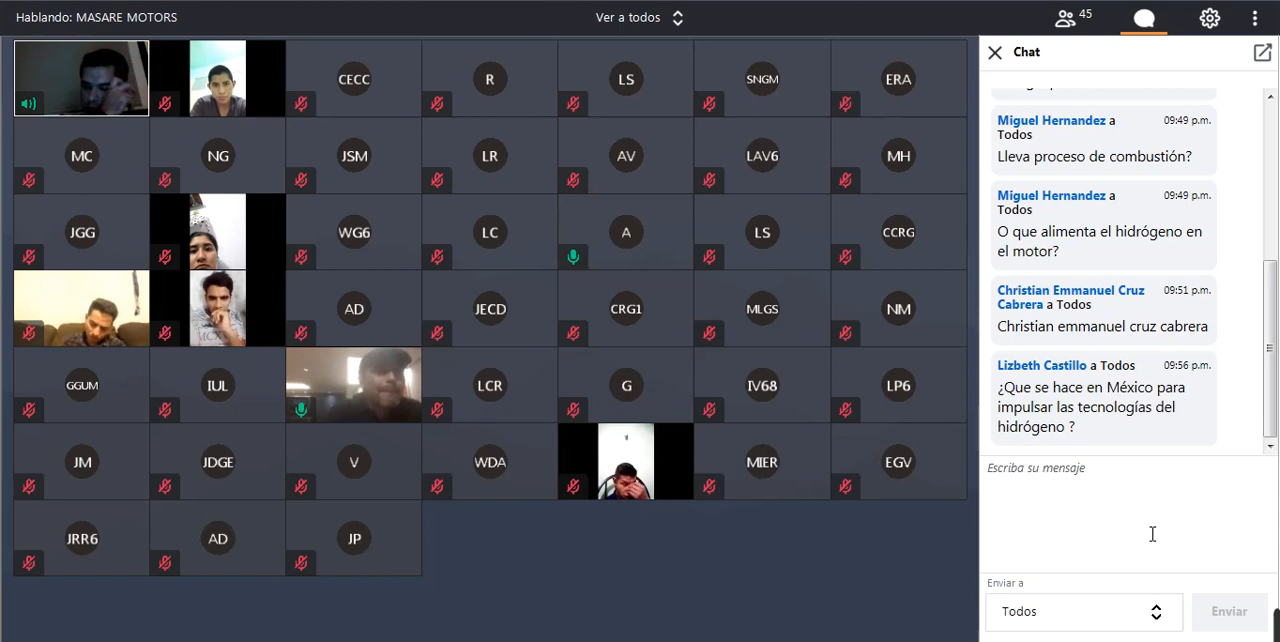 Hablando: MASARE MOTORS
Ver a todos
45
Chat
CECC
R
LS
SNGM
ERA
MC
NG
JSM
LR
AV
LAV6
MH
JGG
WG6
LC
A
LS
CCRG
AD
JECD
CRG1
MLGS
NM
GGUM
IUL
LCR
G
IV68
LP6
JM
JDGE
V
WDA
MIER
EGV
JRR6
AD
JP
Miguel Hernandez a
Todos
09:49 p.m.
Lleva proceso de combustión?
Miguel Hernandez a
Todos
09:49 p.m.
O que alimenta el hidrógeno en
el motor?
Christian Emmanuel Cruz
Cabrera a Todos
09:51 p.m.
Christian emmanuel cruz cabrera
Lizbeth Castillo a Todos
09:56 p.m.
¿Que se hace en México para
impulsar las tecnologías del
hidrógeno ?
Escriba su mensaje
Enviar a
Todos
Enviar